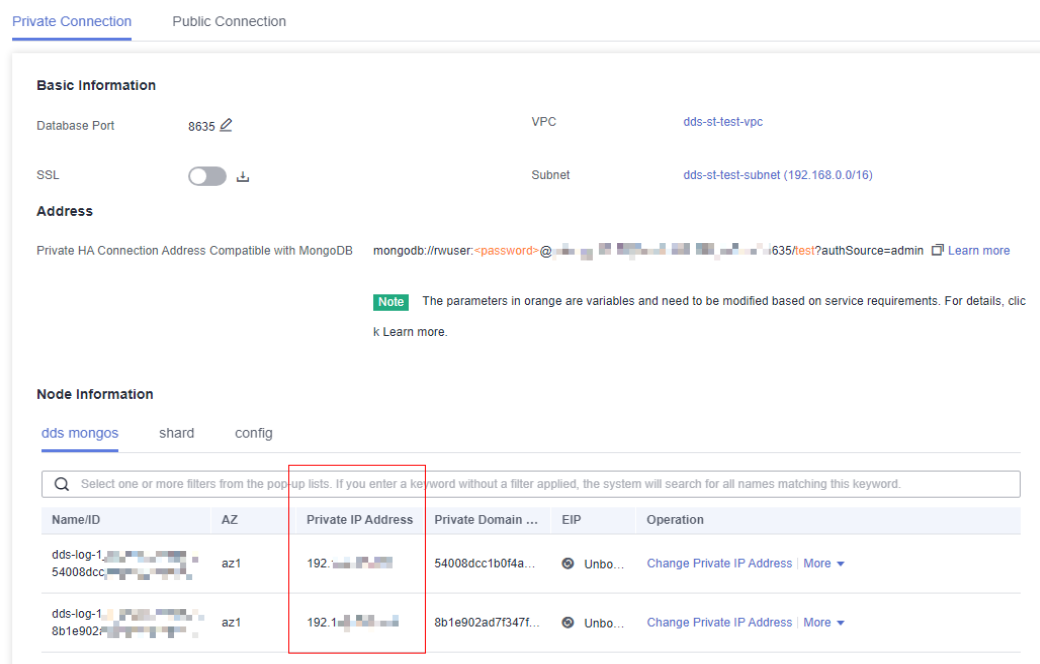 Private Connection Public Connection
Basic Information
Database Port 8635 VPC dds-st-test-vpc
SSL Subnet dds-st-test-subnet (192.168.0.0/16)
Address
Private HA Connection Address Compatible with MongoDB mongodb://rwuser:<password>@ 635/test?authSource=admin Learn more
Note The parameters in orange are variables and need to be modified based on service requirements. For details, clic
k Learn more.
Node Information
dds mongos shard config
Select one or more filters from the pop-up lists. If you enter a keyword without a filter applied, the system will search for all names matching this keyword.
Name/ID AZ Private IP Address Private Domain ... EIP Operation
dds-log-1
54008dcc
az1 192. 54008dcc1b0f4a... Unbo... Change Private IP Address More
dds-log-1
8b1e902
az1 192.1 8b1e902ad7f347f... Unbo... Change Private IP Address More